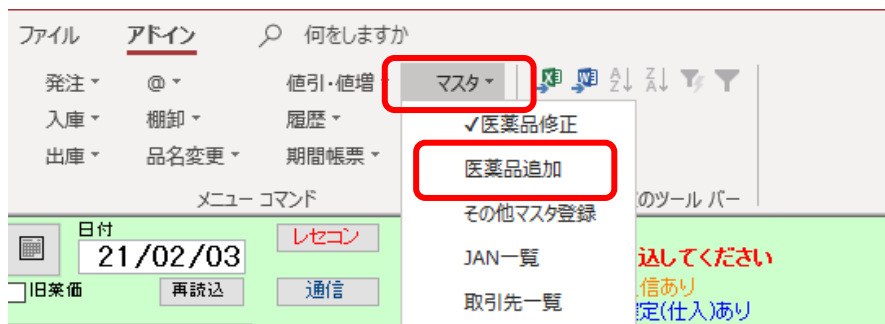 ファイル アドイン 何をしますか
発注 @ 値引・値増 マスタ
入庫 棚卸 履歴 ✓医薬品修正
出庫 品名変更 期間帳票 医薬品追加
メニュー コマンド のツール バー
その他マスタ登録
日付 レセコン
21/02/03 JAN一覧 込してください
旧薬価 再読込 通信 取引先一覧 信あり
定(仕入)あり